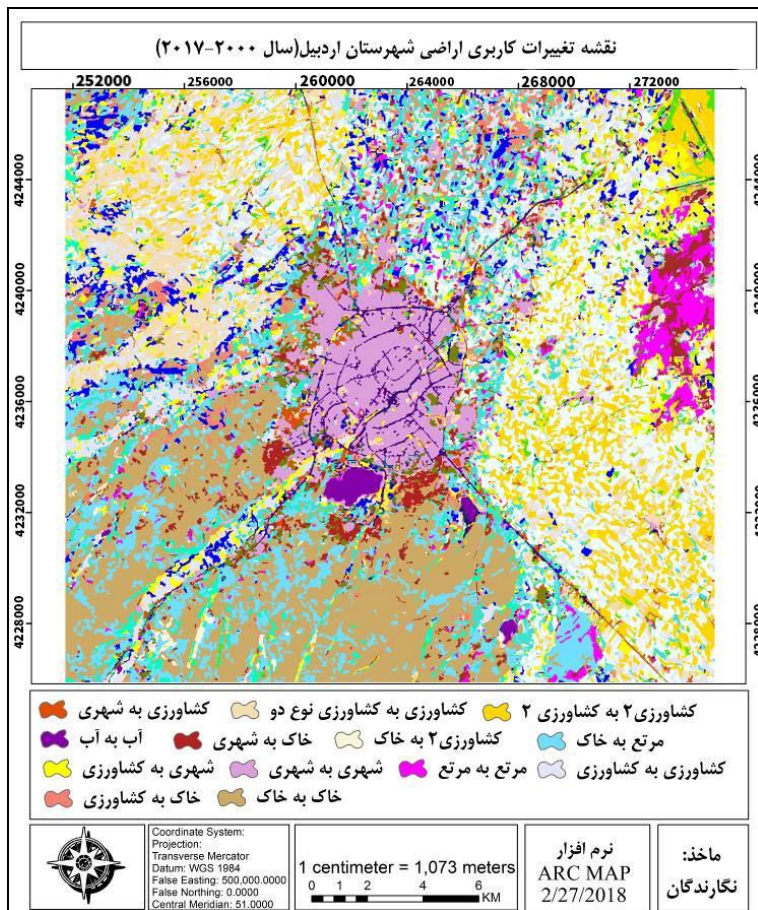 نقشه تغییرات کاربری اراضی شهرستان اردبیل(سال ۲۰۰۰-۲۰۱۷)
252000 256000 260000 264000 268000 272000
4244000 4244000
4240000 4240000
4236000 4236000
4232000 4232000
4228000 4228000
کشاورزی۲ به کشاورزی ۲ کشاورزی به کشاورزی نوع دو کشاورزی به شهری
مرتع به خاک کشاورزی۲ به خاک خاک به شهری آب به آب
کشاورزی به کشاورزی مرتع به مرتع شهری به شهری شهری به کشاورزی
خاک به خاک خاک به کشاورزی
Coordinate System:
Projection:
Transverse Mercator
Datum: WGS 1984
False Easting: 500,000.0000
False Northing: 0.0000
Central Meridian: 51.0000
1 centimeter = 1,073 meters
0 1 2 4 6
KM
نرم افزار
ARC MAP
2/27/2018
ماخذ:
نگارندگان